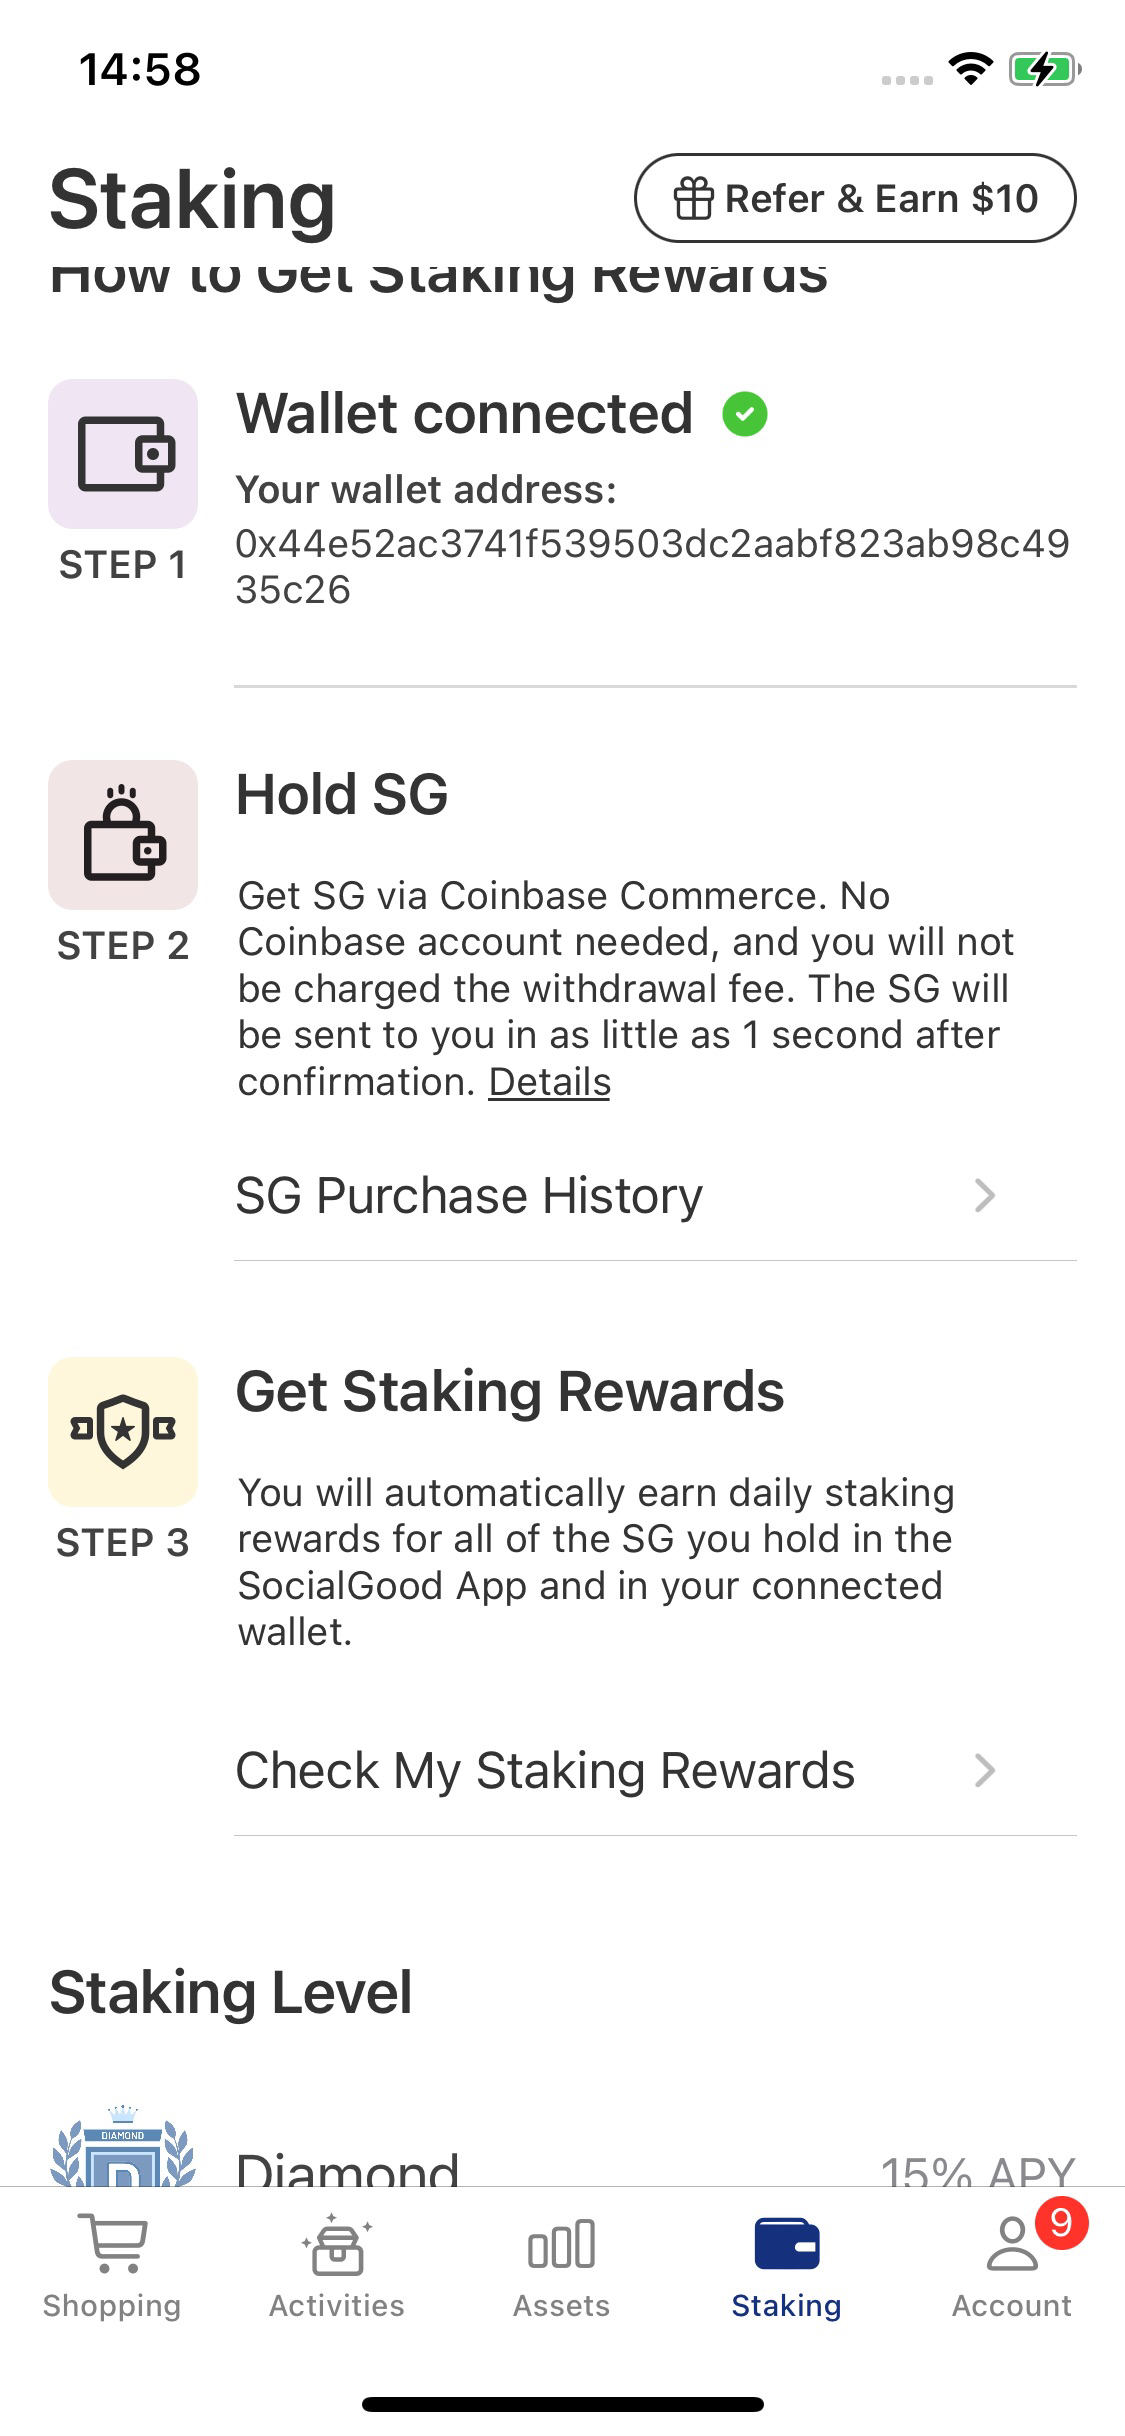 14:58
Staking
Refer & Earn $10
How to Get Staking Rewards
Wallet connected
Your wallet address:
0x44e52ac3741f539503dc2aabf823ab98c49
35c26
STEP 1
Hold SG
STEP 2
Get SG via Coinbase Commerce. No
Coinbase account needed, and you will not
be charged the withdrawal fee. The SG will
be sent to you in as little as 1 second after
confirmation. Details
SG Purchase History
Get Staking Rewards
STEP 3
You will automatically earn daily staking
rewards for all of the SG you hold in the
SocialGood App and in your connected
wallet.
Check My Staking Rewards
Staking Level
DIAMOND
D
Diamond
15% APY
9
Shopping
Activities
Assets
Staking
Account